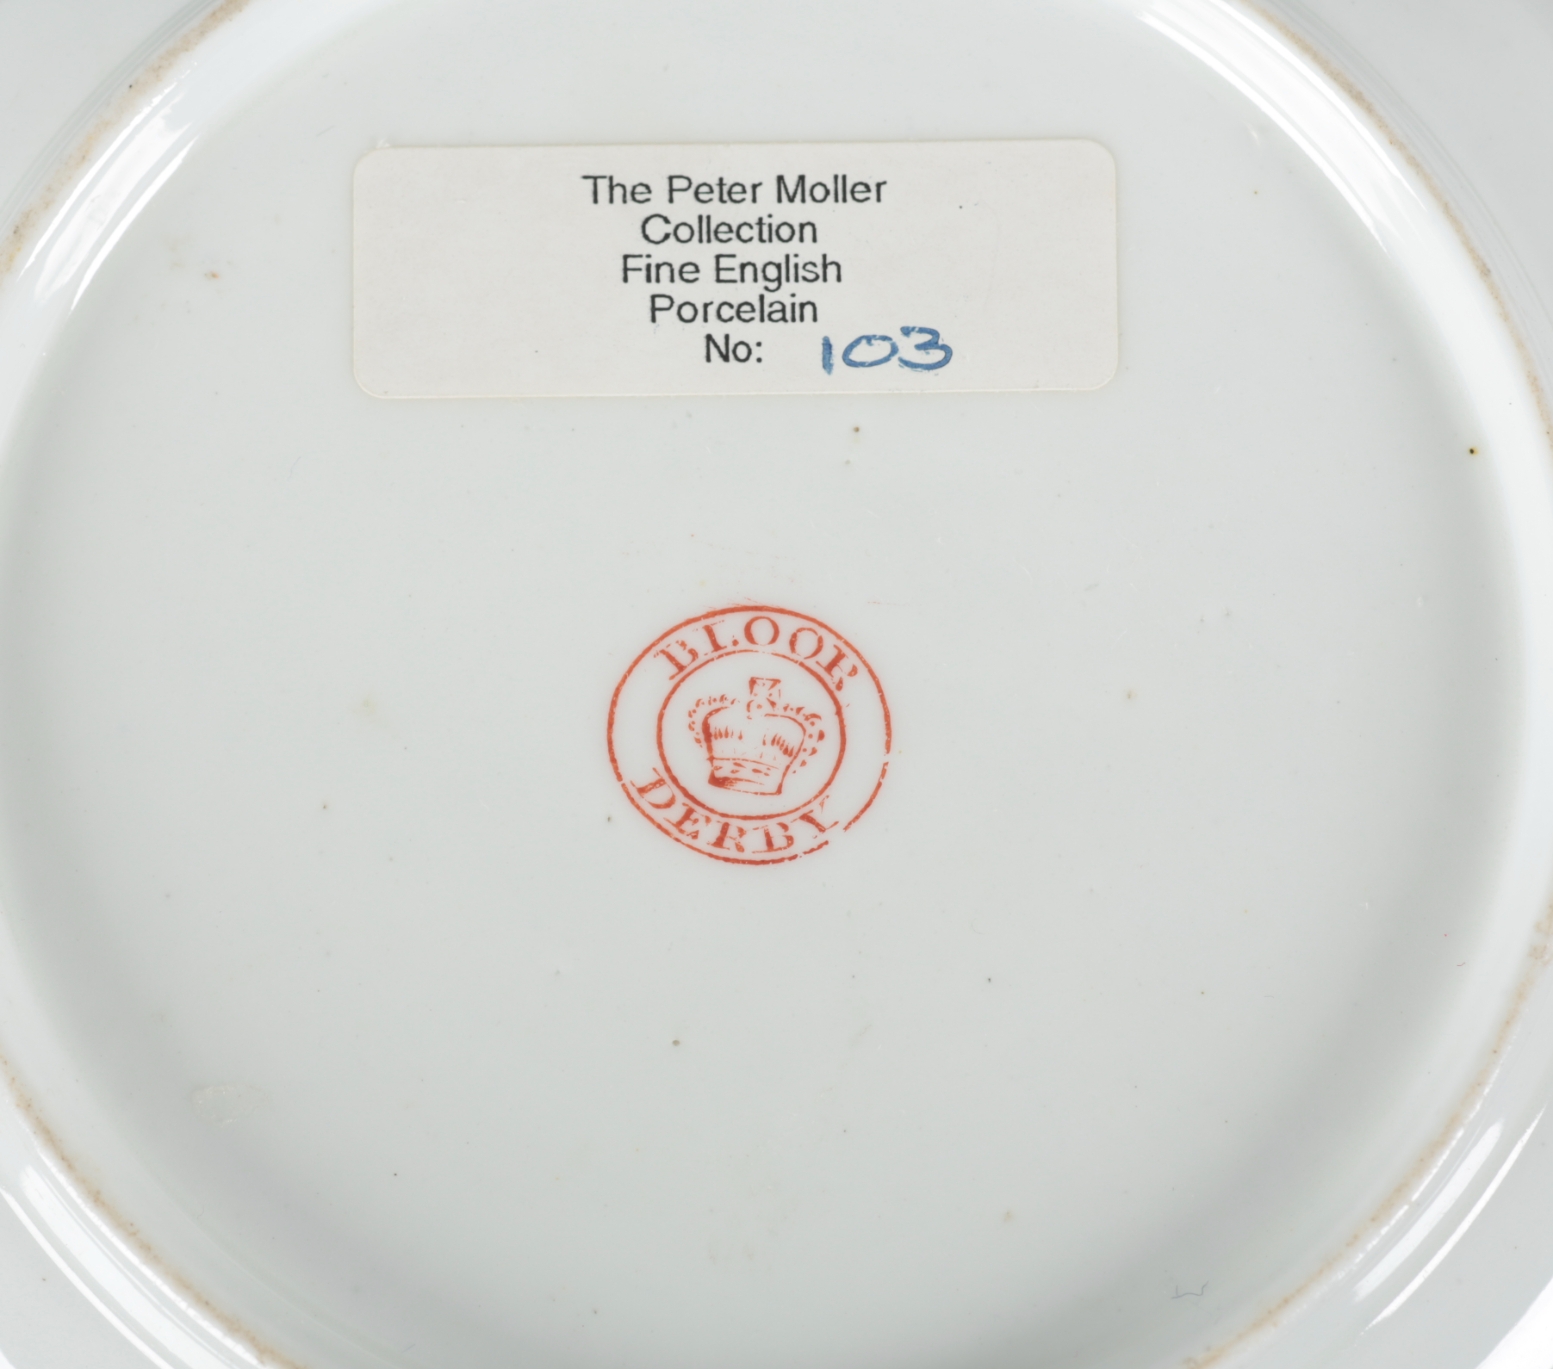 The Peter Moller
Collection
Fine English
Porcelain
No: 103
BLOOR
DERBY